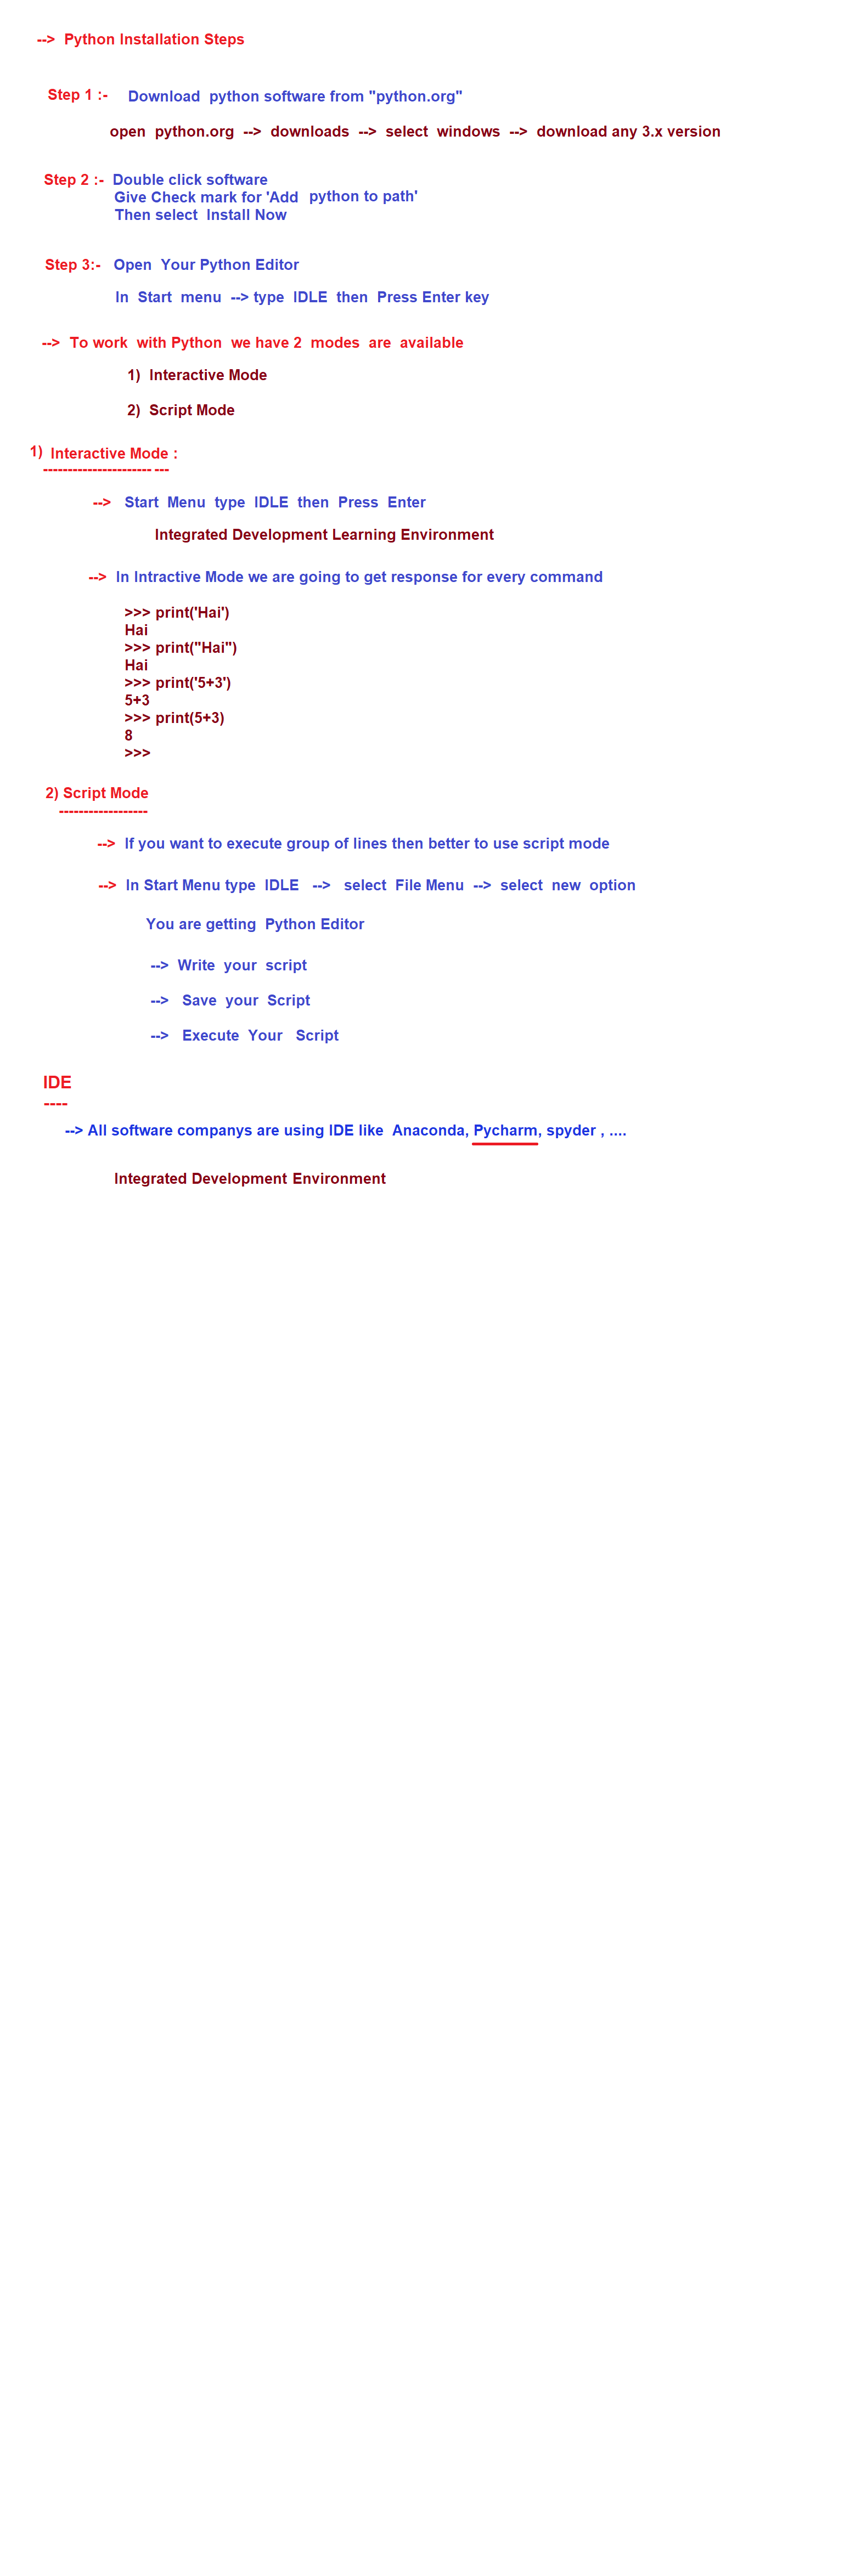 --> Python Installation Steps
Step 1 :- Download python software from "python.org"
open python.org --> downloads --> select windows --> download any 3.x version
Step 2 :- Double click software
Give Check mark for 'Add python to path'
Then select Install Now
Step 3:- Open Your Python Editor
In Start menu --> type IDLE then Press Enter key
--> To work with Python we have 2 modes are available
1) Interactive Mode
2) Script Mode
1) Interactive Mode :
---------------------- ---
--> Start Menu type IDLE then Press Enter
Integrated Development Learning Environment
--> In Intractive Mode we are going to get response for every command
>>> print('Hai')
Hai
>>> print("Hai")
Hai
>>> print('5+3')
5+3
>>> print(5+3)
8
>>>
2) Script Mode
------------------
--> If you want to execute group of lines then better to use script mode
--> In Start Menu type IDLE --> select File Menu --> select new option
You are getting Python Editor
--> Write your script
--> Save your Script
--> Execute Your Script
IDE
----
--> All software companys are using IDE like Anaconda, Pycharm, spyder , ....
Integrated Development Environment